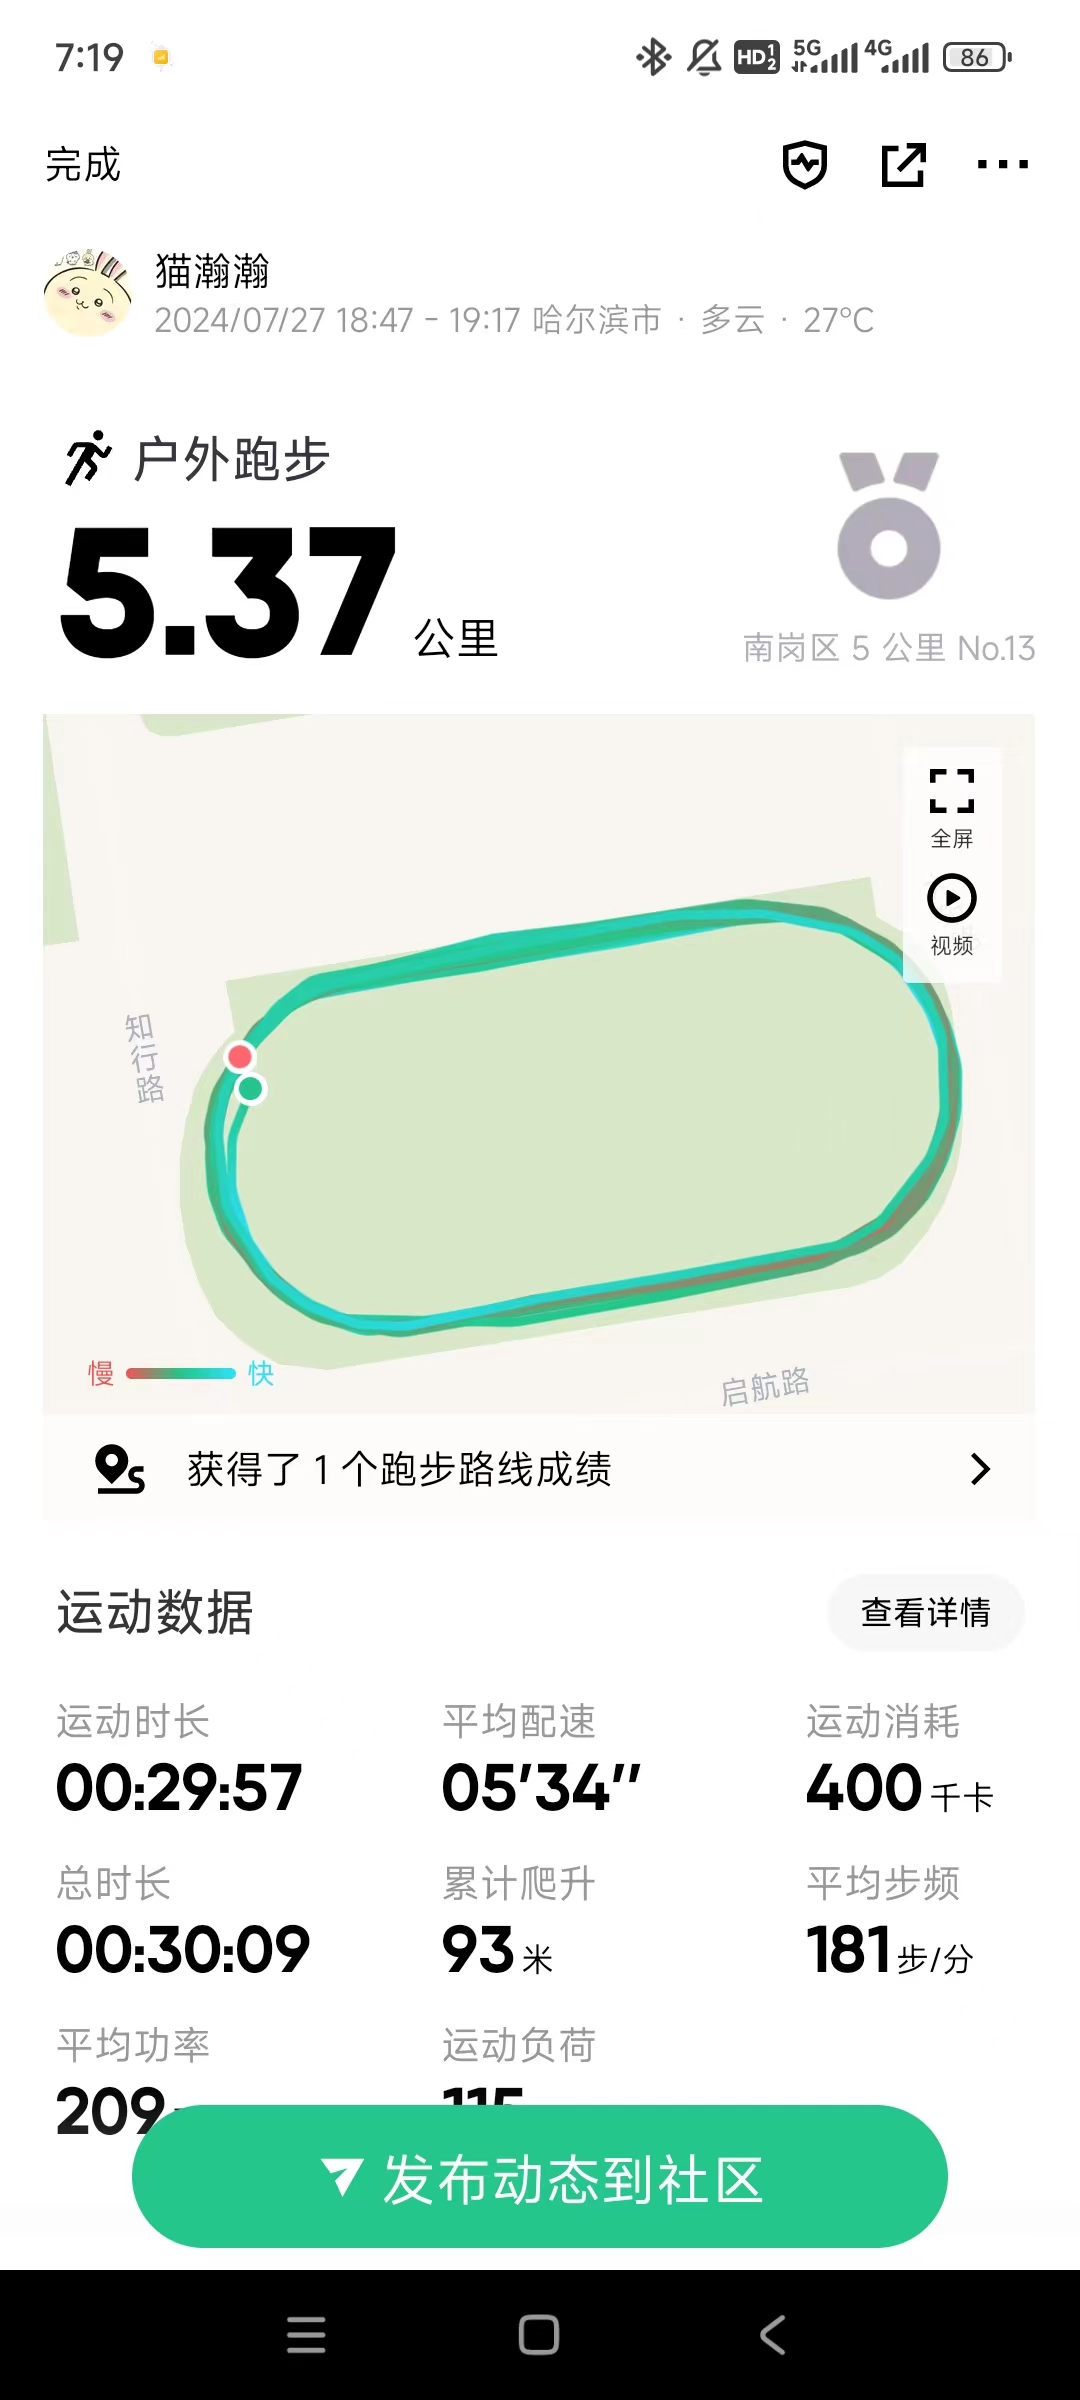 7:19
HD 1 2 5G 4G 86
完成
猫瀚瀚
2024/07/27 18:47 - 19:17 哈尔滨市 · 多云 · 27°C
户外跑步
5.37 公里
南岗区 5 公里 No.13
全屏
视频
知行路
慢 快
启航路
获得了 1 个跑步路线成绩
运动数据 查看详情
运动时长 平均配速 运动消耗
00:29:57 05'34'' 400 千卡
总时长 累计爬升 平均步频
00:30:09 93 米 181 步/分
平均功率 运动负荷
209 115
发布动态到社区